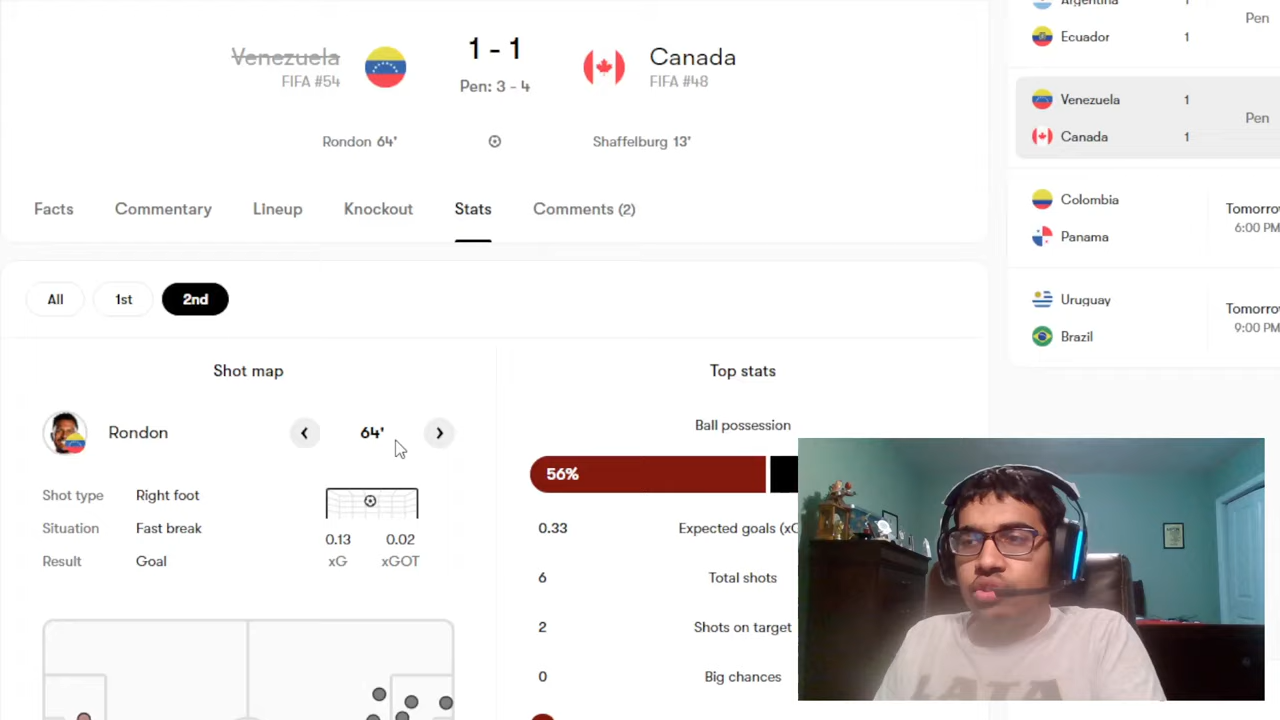 Venezuela
FIFA #54
1 - 1
Pen: 3 - 4
Canada
FIFA #48
Rondon 64'
Shaffelburg 13'
Facts Commentary Lineup Knockout Stats Comments (2)
All 1st 2nd
Shot map
Rondon
64'
Shot type Right foot
Situation Fast break
Result Goal
0.13 0.02
xG xGOT
Top stats
Ball possession
56%
0.33 Expected goals (xG
6 Total shots
2 Shots on target
0 Big chances
Argentina 1
Pen
Ecuador 1
Venezuela 1
Pen
Canada 1
Colombia
Tomorro
Panama
6:00 PM
Uruguay
Tomorro
Brazil
9:00 PM